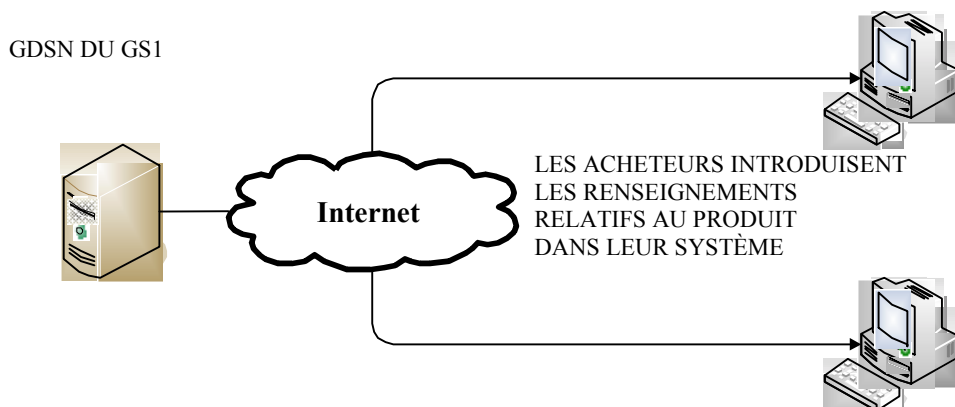 GDSN DU GS1
Internet
LES ACHETEURS INTRODUISENT
LES RENSEIGNEMENTS
RELATIFS AU PRODUIT
DANS LEUR SYSTÈME